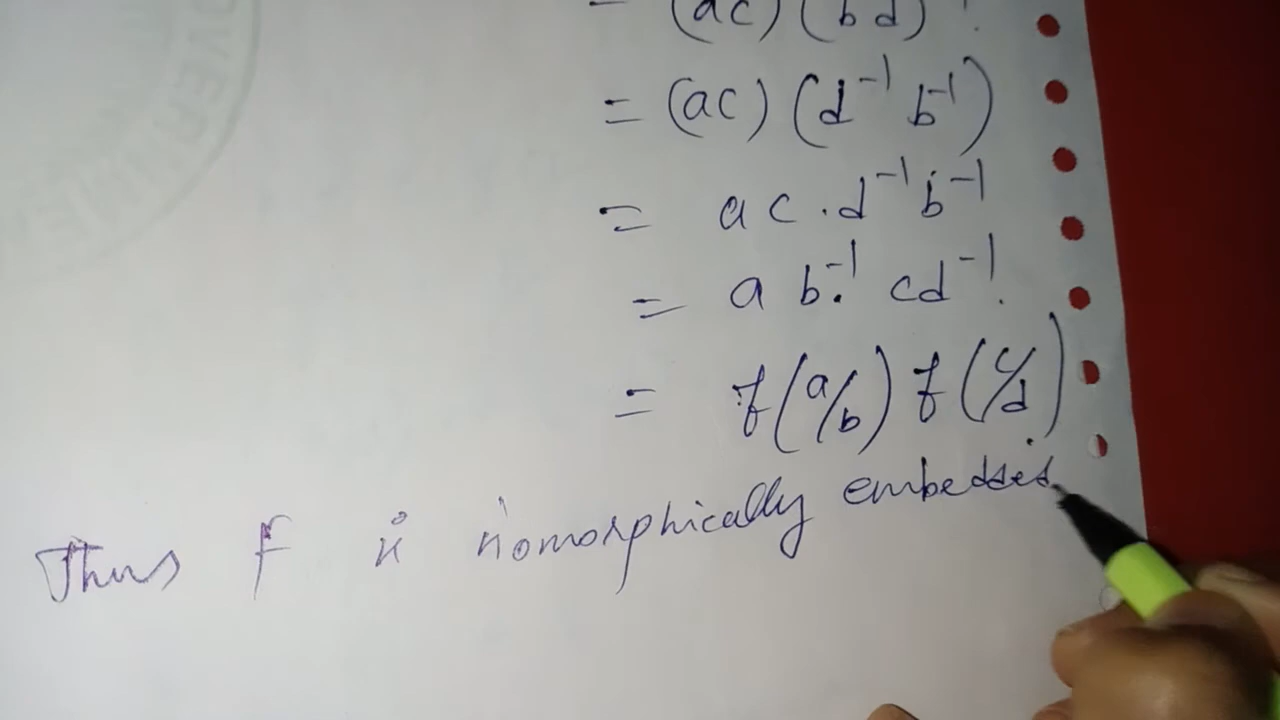 = (ac) (bd)⁻¹
= (ac) (d⁻¹ b⁻¹)
= ac . d⁻¹ b⁻¹
= a b⁻¹ . cd⁻¹.
= f(a/b) f(c/d).
Thus F is isomorphically embedded